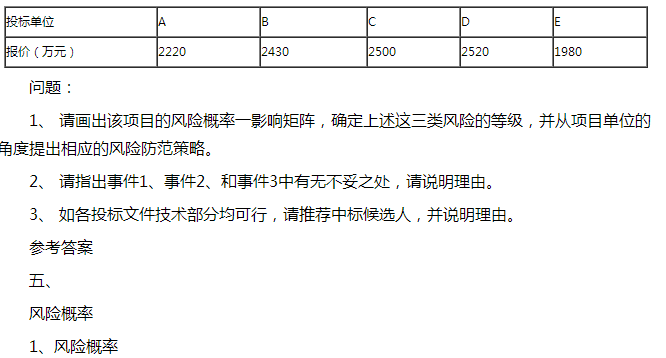 投标单位 A B C D E
报价（万元） 2220 2430 2500 2520 1980
问题：
1、 请画出该项目的风险概率一影响矩阵，确定上述这三类风险的等级，并从项目单位的
角度提出相应的风险防范策略。
2、 请指出事件1、事件2、和事件3中有无不妥之处，请说明理由。
3、 如各投标文件技术部分均可行，请推荐中标候选人，并说明理由。
参考答案
五、
风险概率
1、风险概率